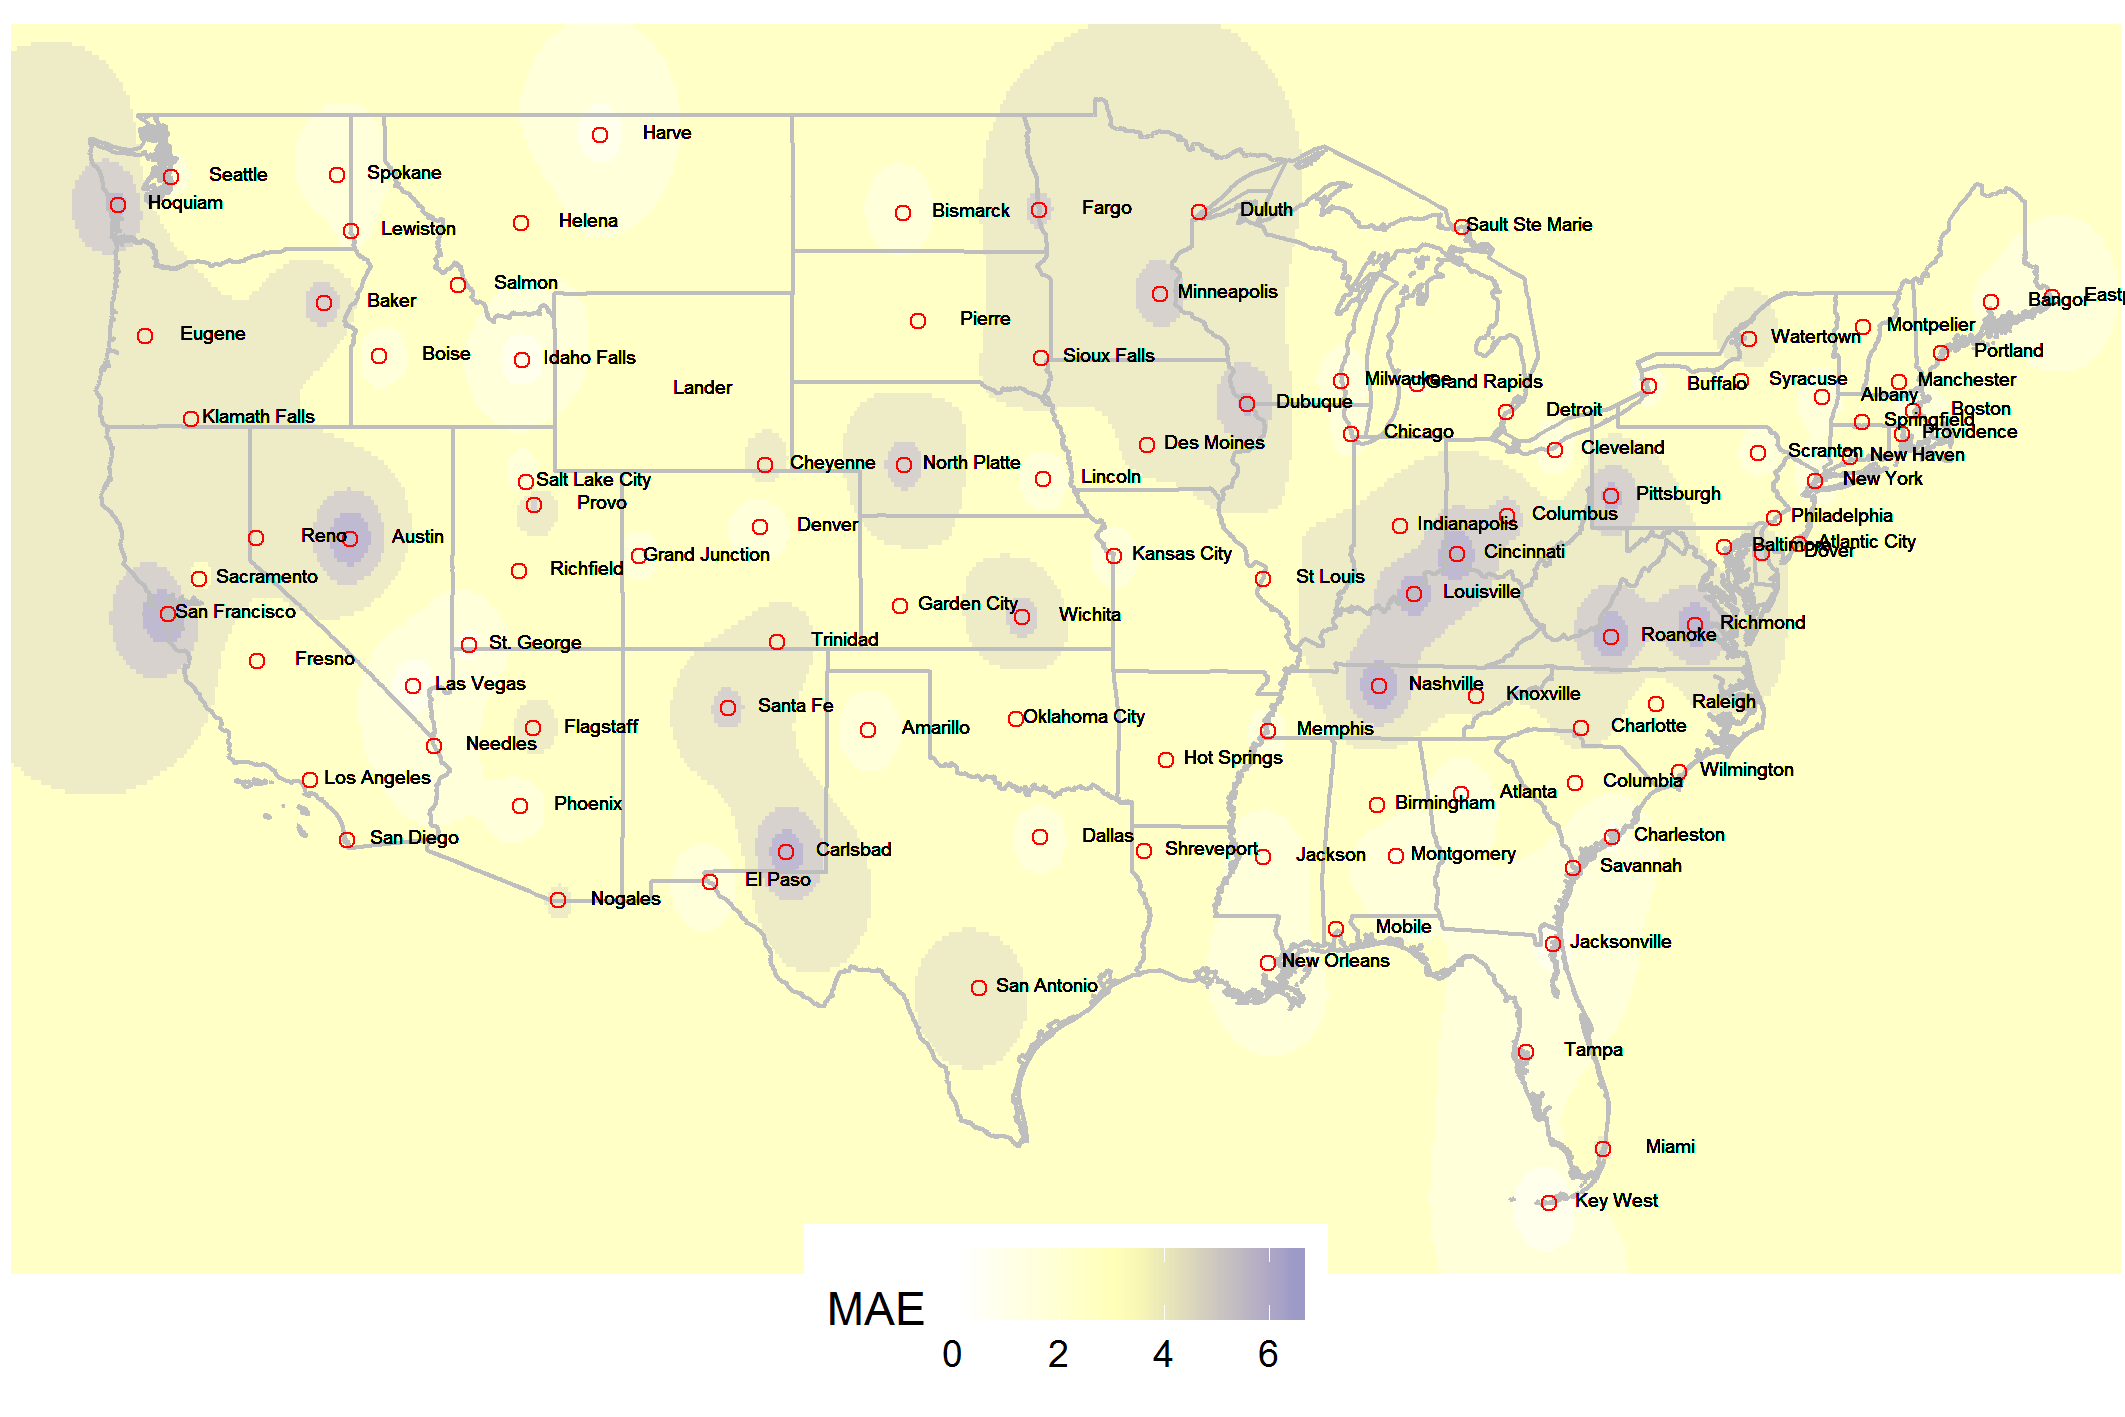 Harve
Seattle
Spokane
Hoquiam
Bismarck
Fargo
Duluth
Helena
Lewiston
Sault Ste Marie
Salmon
Minneapolis
Baker
Bangor
Eastp
Pierre
Montpelier
Eugene
Watertown
Boise
Idaho Falls
Sioux Falls
Portland
Lander
Milwaukee
Grand Rapids
Buffalo
Syracuse
Manchester
Albany
Dubuque
Detroit
Boston
Klamath Falls
Springfield
Chicago
Providence
Des Moines
Cleveland
Scranton
New Haven
Cheyenne
North Platte
Salt Lake City
Lincoln
New York
Provo
Pittsburgh
Denver
Indianapolis
Columbus
Philadelphia
Reno
Austin
Baltimore
Atlantic City
Dover
Grand Junction
Kansas City
Cincinnati
Richfield
Sacramento
St Louis
San Francisco
Garden City
Wichita
Louisville
Richmond
St. George
Trinidad
Roanoke
Fresno
Las Vegas
Nashville
Knoxville
Santa Fe
Raleigh
Flagstaff
Amarillo
Oklahoma City
Memphis
Charlotte
Needles
Hot Springs
Los Angeles
Wilmington
Phoenix
Birmingham
Atlanta
Columbia
San Diego
Dallas
Charleston
Carlsbad
Shreveport
Jackson
Montgomery
El Paso
Savannah
Nogales
Mobile
Jacksonville
New Orleans
San Antonio
Tampa
Miami
Key West
MAE
0 2 4 6